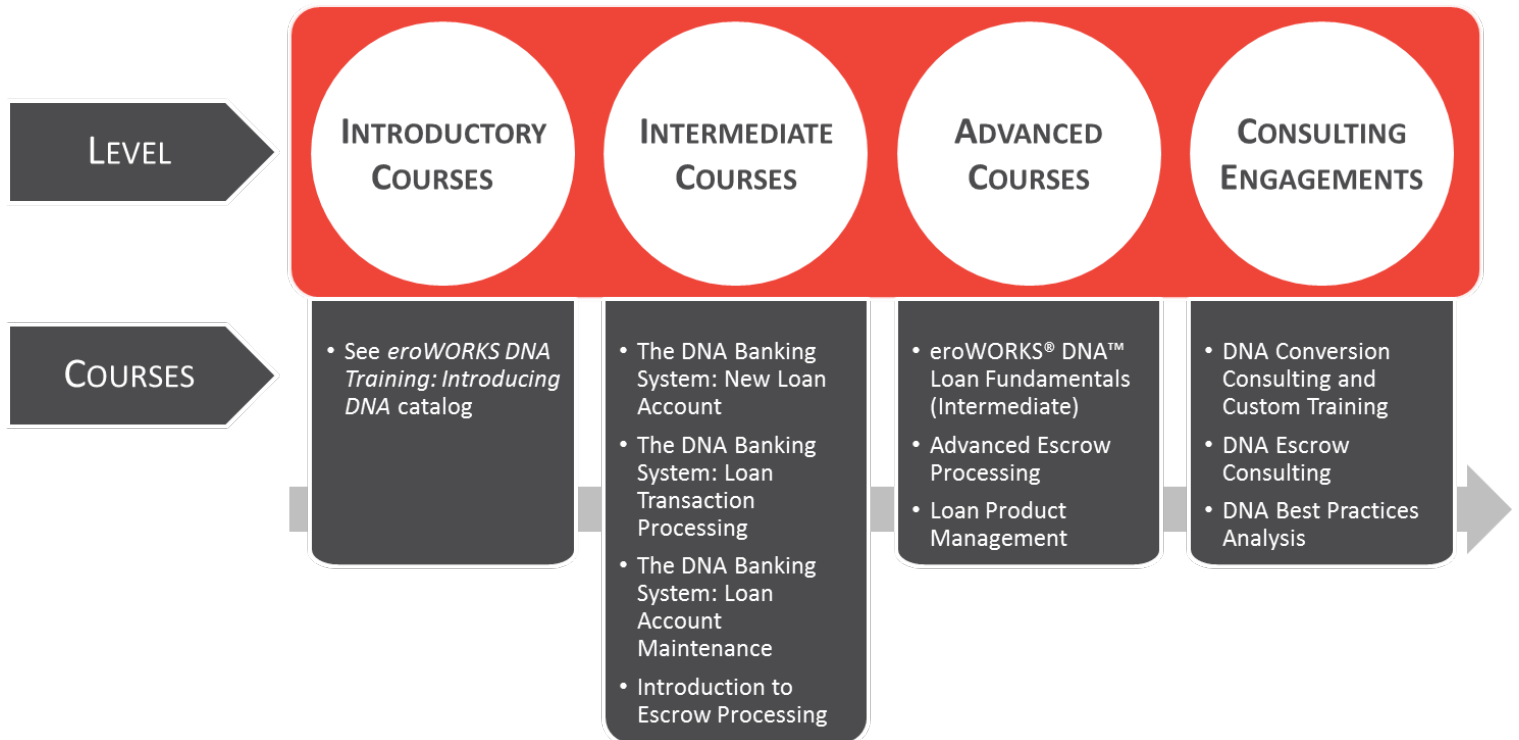 LEVEL
INTRODUCTORY
COURSES
INTERMEDIATE
COURSES
ADVANCED
COURSES
CONSULTING
ENGAGEMENTS
COURSES
• See eroWORKS DNA
Training: Introducing
DNA catalog
• The DNA Banking
System: New Loan
Account
• The DNA Banking
System: Loan
Transaction
Processing
• The DNA Banking
System: Loan
Account
Maintenance
• Introduction to
Escrow Processing
• eroWORKS® DNA™
Loan Fundamentals
(Intermediate)
• Advanced Escrow
Processing
• Loan Product
Management
• DNA Conversion
Consulting and
Custom Training
• DNA Escrow
Consulting
• DNA Best Practices
Analysis